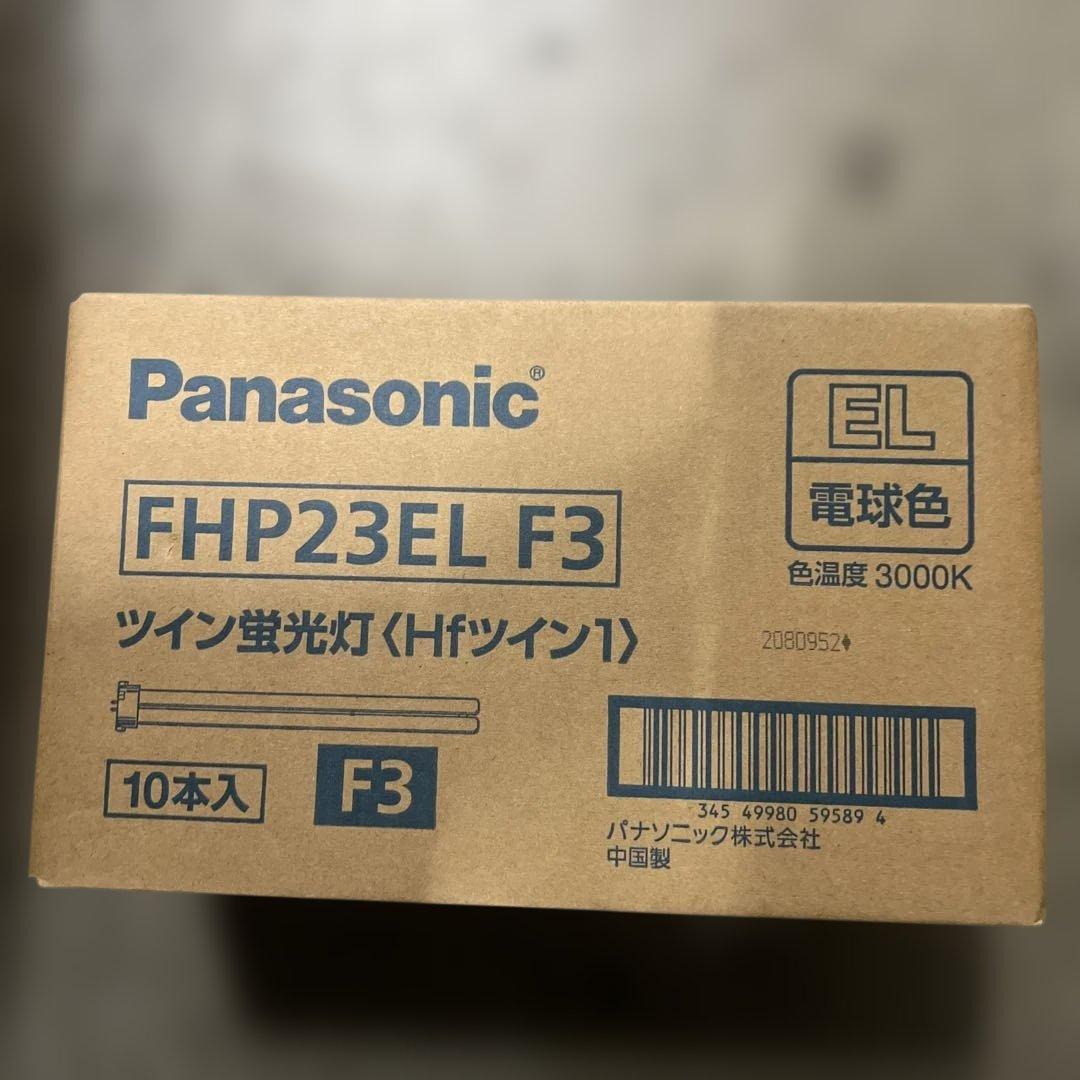 Panasonic®
FHP23EL F3
ツイン蛍光灯〈Hfツイン1〉
10本入
F3
EL
電球色
色温度 3000K
2080952♦
345 49980 59589 4
パナソニック株式会社
中国製